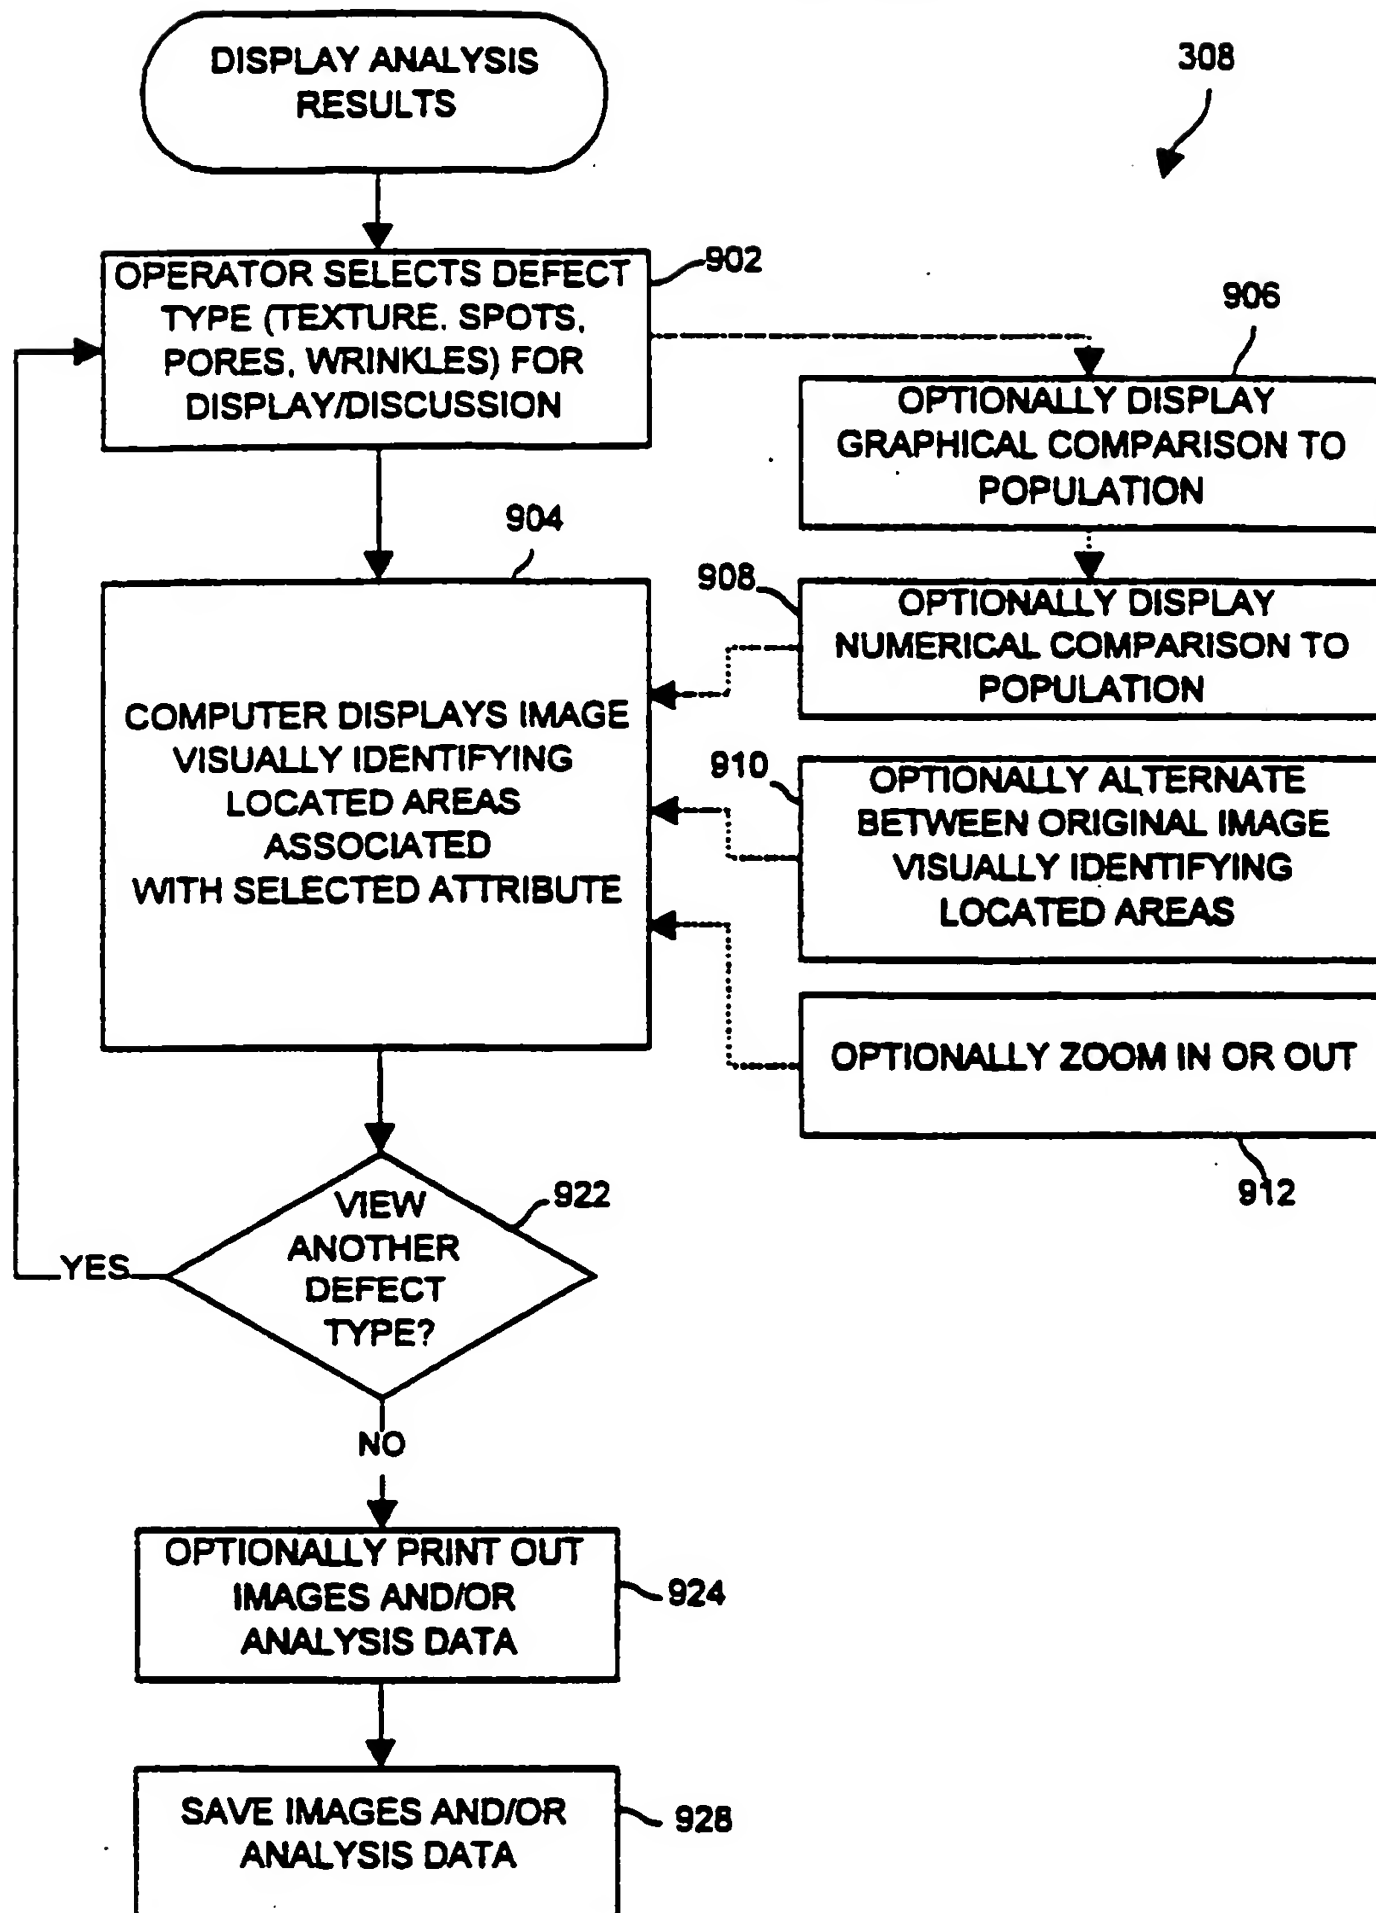 DISPLAY ANALYSIS
RESULTS
308
OPERATOR SELECTS DEFECT
TYPE (TEXTURE. SPOTS,
PORES, WRINKLES) FOR
DISPLAY/DISCUSSION
902
906
OPTIONALLY DISPLAY
GRAPHICAL COMPARISON TO
POPULATION
904
COMPUTER DISPLAYS IMAGE
VISUALLY IDENTIFYING
LOCATED AREAS
ASSOCIATED
WITH SELECTED ATTRIBUTE
908
OPTIONALLY DISPLAY
NUMERICAL COMPARISON TO
POPULATION
910
OPTIONALLY ALTERNATE
BETWEEN ORIGINAL IMAGE
VISUALLY IDENTIFYING
LOCATED AREAS
OPTIONALLY ZOOM IN OR OUT
912
VIEW
ANOTHER
DEFECT
TYPE?
922
YES
NO
OPTIONALLY PRINT OUT
IMAGES AND/OR
ANALYSIS DATA
924
SAVE IMAGES AND/OR
ANALYSIS DATA
928